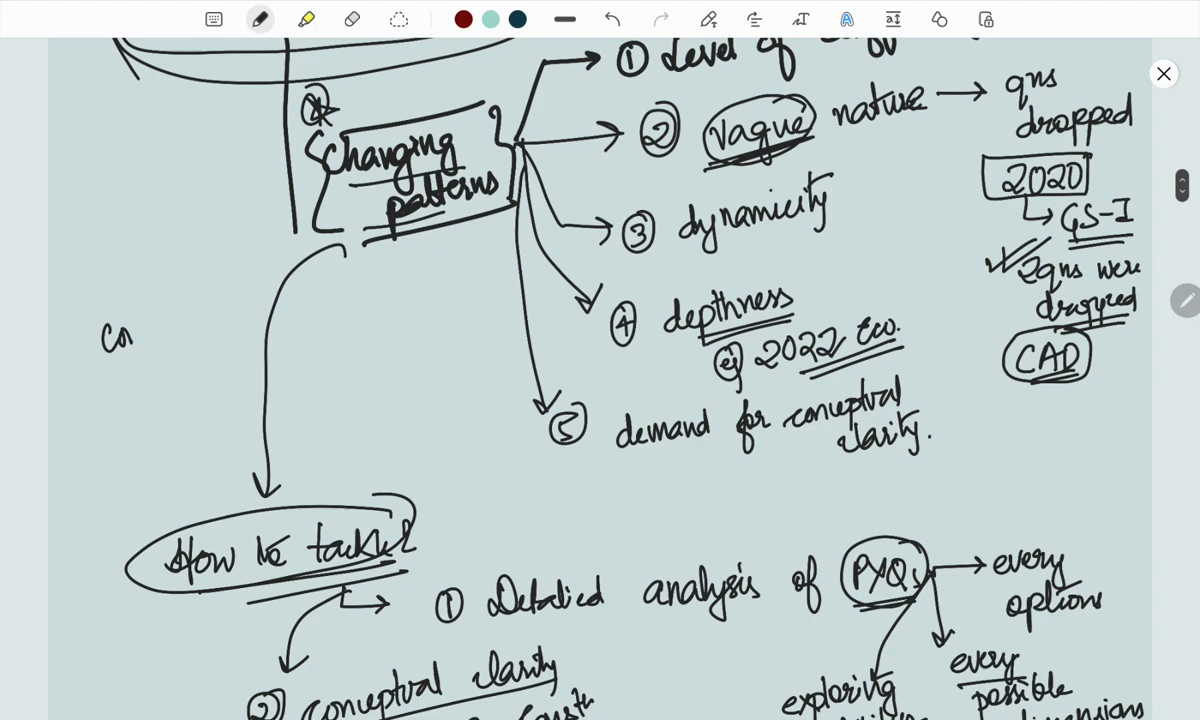 ① Level of
② Vague nature → qns
dropped
2020
↳ GS-I
2qns were
dropped
CAD
Changing
patterns
③ dynamicity
④ depthness
eg 2022 Eco.
⑤ demand for conceptual
clarity.
Co
How to tackle
① Detalied analysis of PYQs → every
options
every
possible
exploring
② conceptual clarity